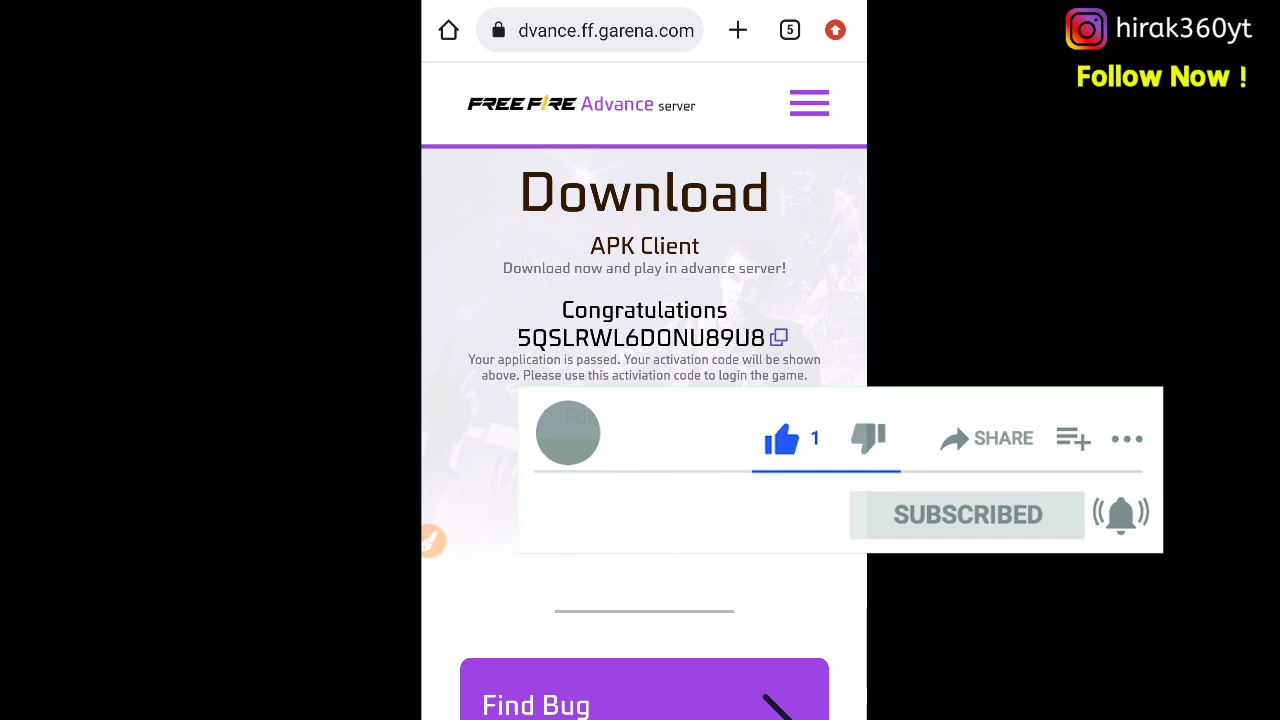 dvance.ff.garena.com
5
hirak360yt
Follow Now !
FREE FIRE Advance server
Download
APK Client
Download now and play in advance server!
Congratulations
5QSLRWL6DONU89U8
Your application is passed. Your activation code will be shown
above. Please use this activiation code to login the game.
For
1
SHARE
SUBSCRIBED
Find Bug